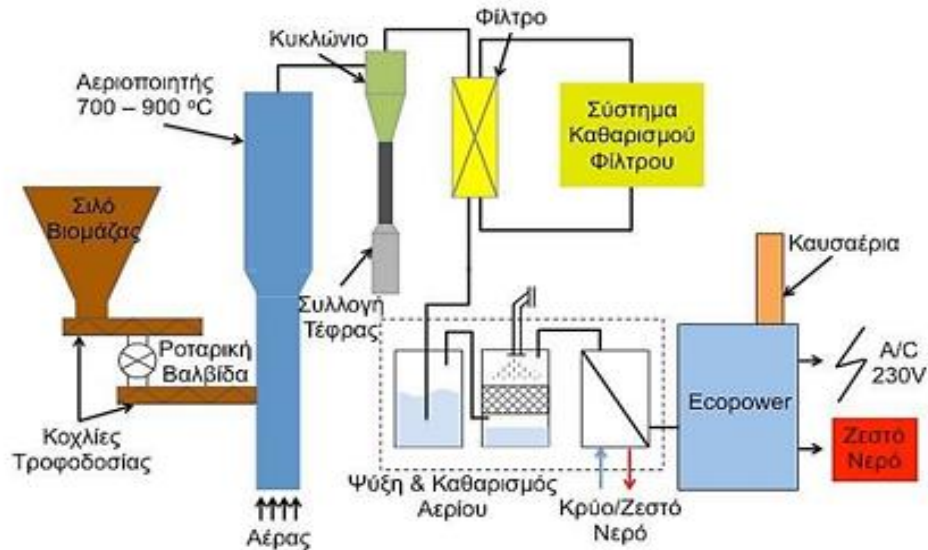 Φίλτρο
Κυκλώνιο
Αεριοποιητής
700 – 900 ºC
Σύστημα
Καθαρισμού
Φίλτρου
Σιλό
Βιομάζας
Καυσαέρια
Συλλογή
Τέφρας
Ροταρική
Βαλβίδα
A/C
230V
Ecopower
Ζεστό
Νερό
Κοχλίες
Τροφοδοσίας
Ψύξη & Καθαρισμός
Αερίου
Κρύο/Ζεστό
Νερό
Αέρας